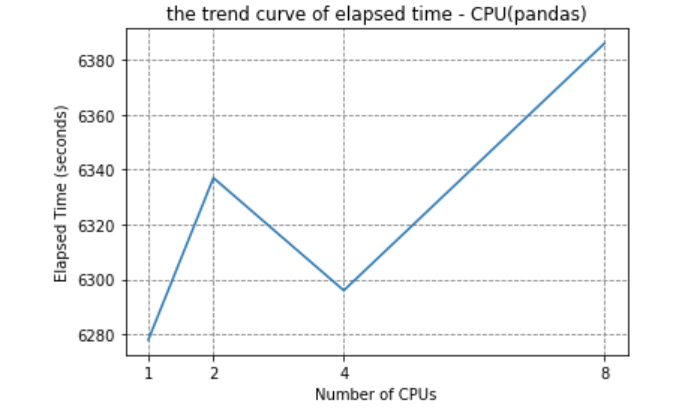 the trend curve of elapsed time - CPU(pandas)
Elapsed Time (seconds)
6380
6360
6340
6320
6300
6280
1 2 4 8
Number of CPUs